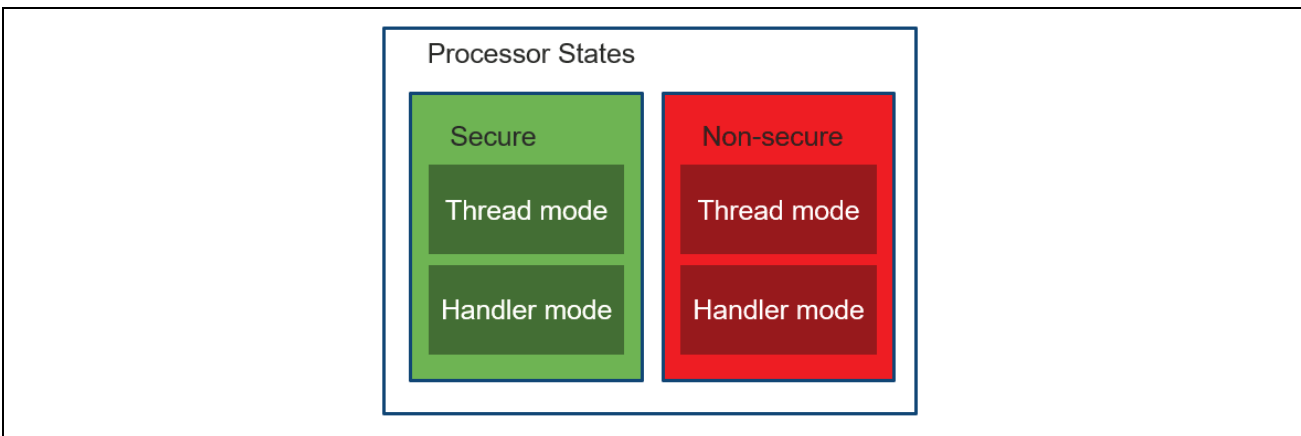 Processor States
Secure
Thread mode
Handler mode
Non-secure
Thread mode
Handler mode